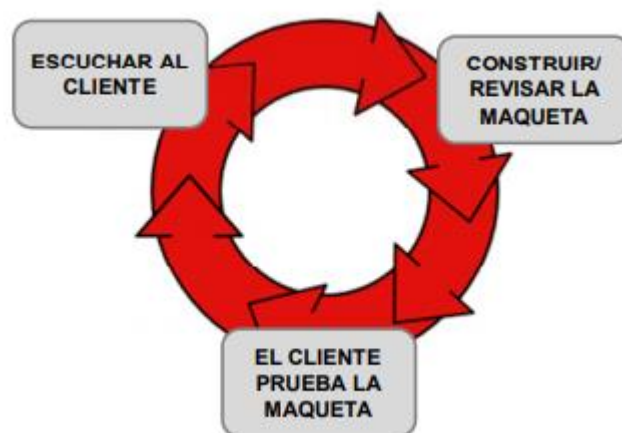 ESCUCHAR AL
CLIENTE
CONSTRUIR/
REVISAR LA
MAQUETA
EL CLIENTE
PRUEBA LA
MAQUETA